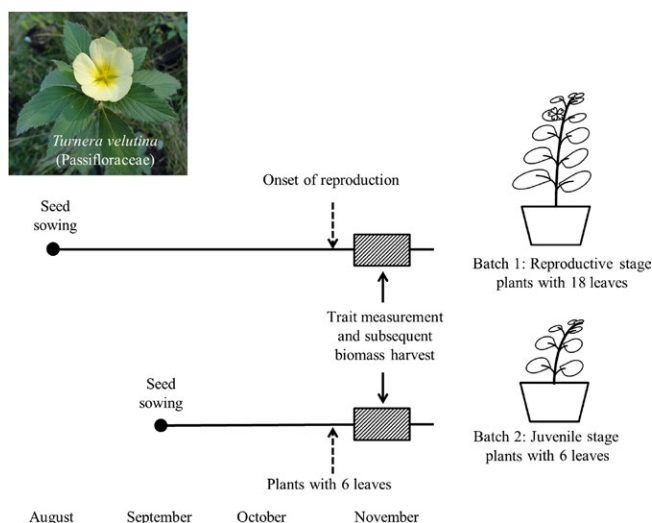 Turnera velutina
(Passifloraceae)
Onset of reproduction
Seed
sowing
Batch 1: Reproductive stage
plants with 18 leaves
Trait measurement
and subsequent
biomass harvest
Seed
sowing
Batch 2: Juvenile stage
plants with 6 leaves
Plants with 6 leaves
August September October November